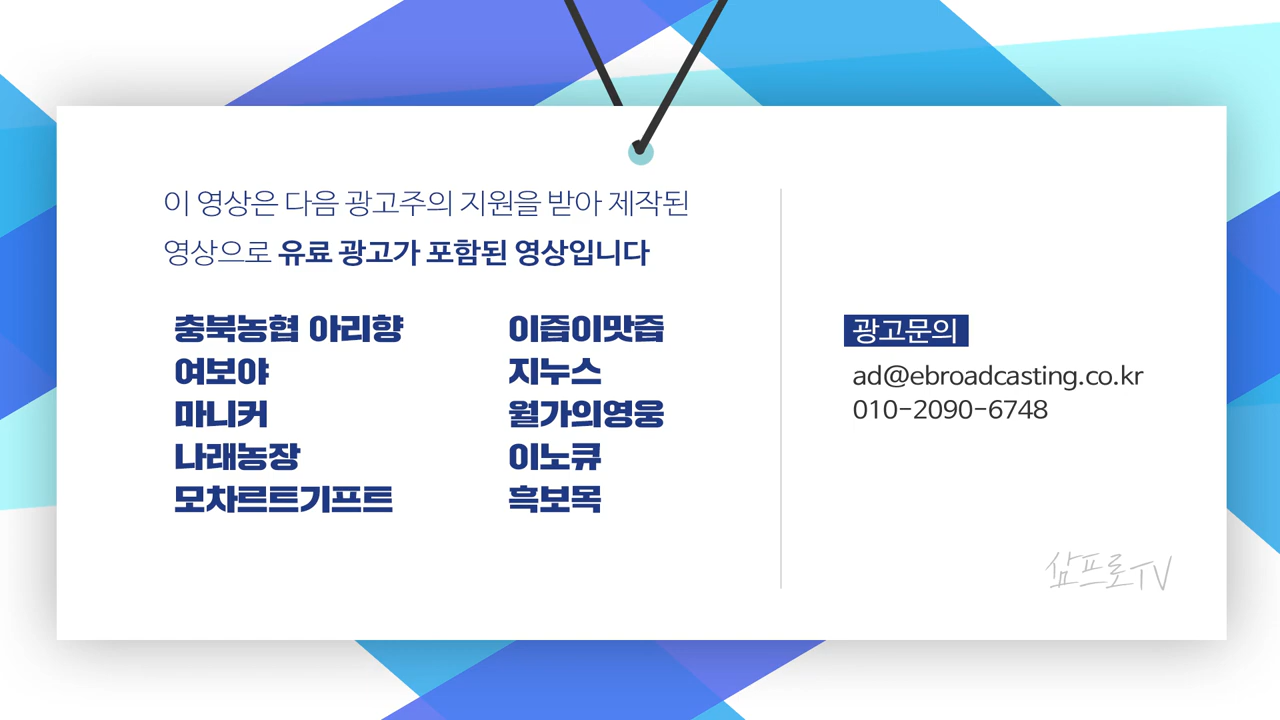 이 영상은 다음 광고주의 지원을 받아 제작된
영상으로 유료 광고가 포함된 영상입니다
충북농협 아리향
여보야
마니커
나래농장
모차르트기프트
이즙이맛즙
지누스
월가의영웅
이노큐
흑보목
광고문의
ad@ebroadcasting.co.kr
010-2090-6748
삼프로TV